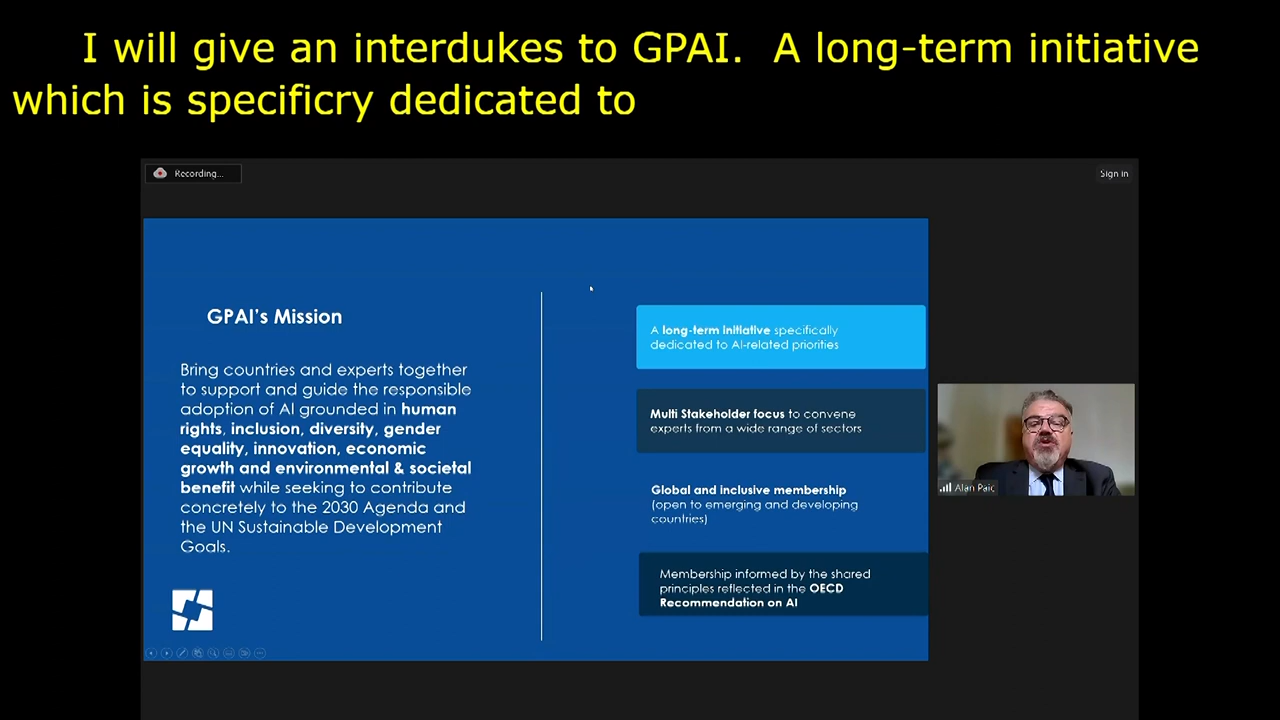 I will give an interdukes to GPAI.  A long-term initiative
which is specificry dedicated to
Recording...
Sign in
GPAI's Mission
Bring countries and experts together
to support and guide the responsible
adoption of AI grounded in human
rights, inclusion, diversity, gender
equality, innovation, economic
growth and environmental & societal
benefit while seeking to contribute
concretely to the 2030 Agenda and
the UN Sustainable Development
Goals.
A long-term initiative specifically
dedicated to AI-related priorities
Multi Stakeholder focus to convene
experts from a wide range of sectors
Global and inclusive membership
(open to emerging and developing
countries)
Membership informed by the shared
principles reflected in the OECD
Recommendation on AI
Alan Paic